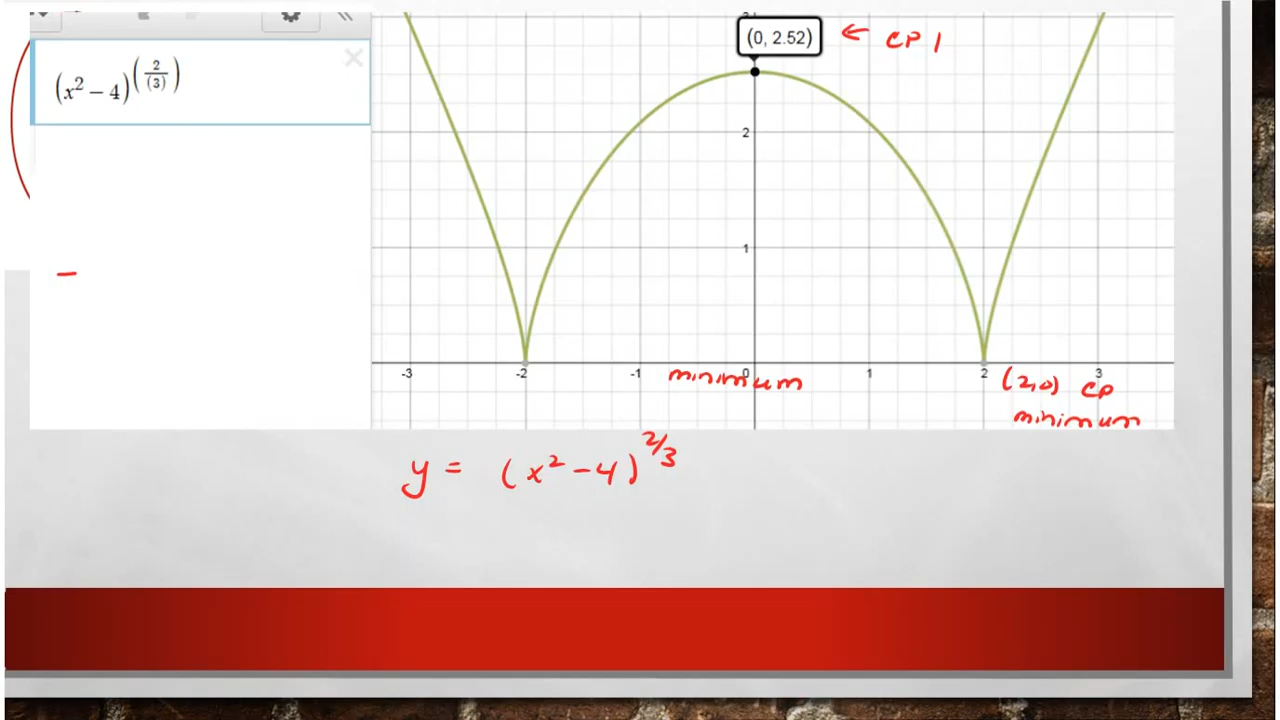 (x² − 4)^(2/(3))
(0, 2.52) ← CP 1
3
2
1
-3 -2 -1 0 1 2 3
minimum
(2,0) CP
minimum
y = (x² − 4)^2/3